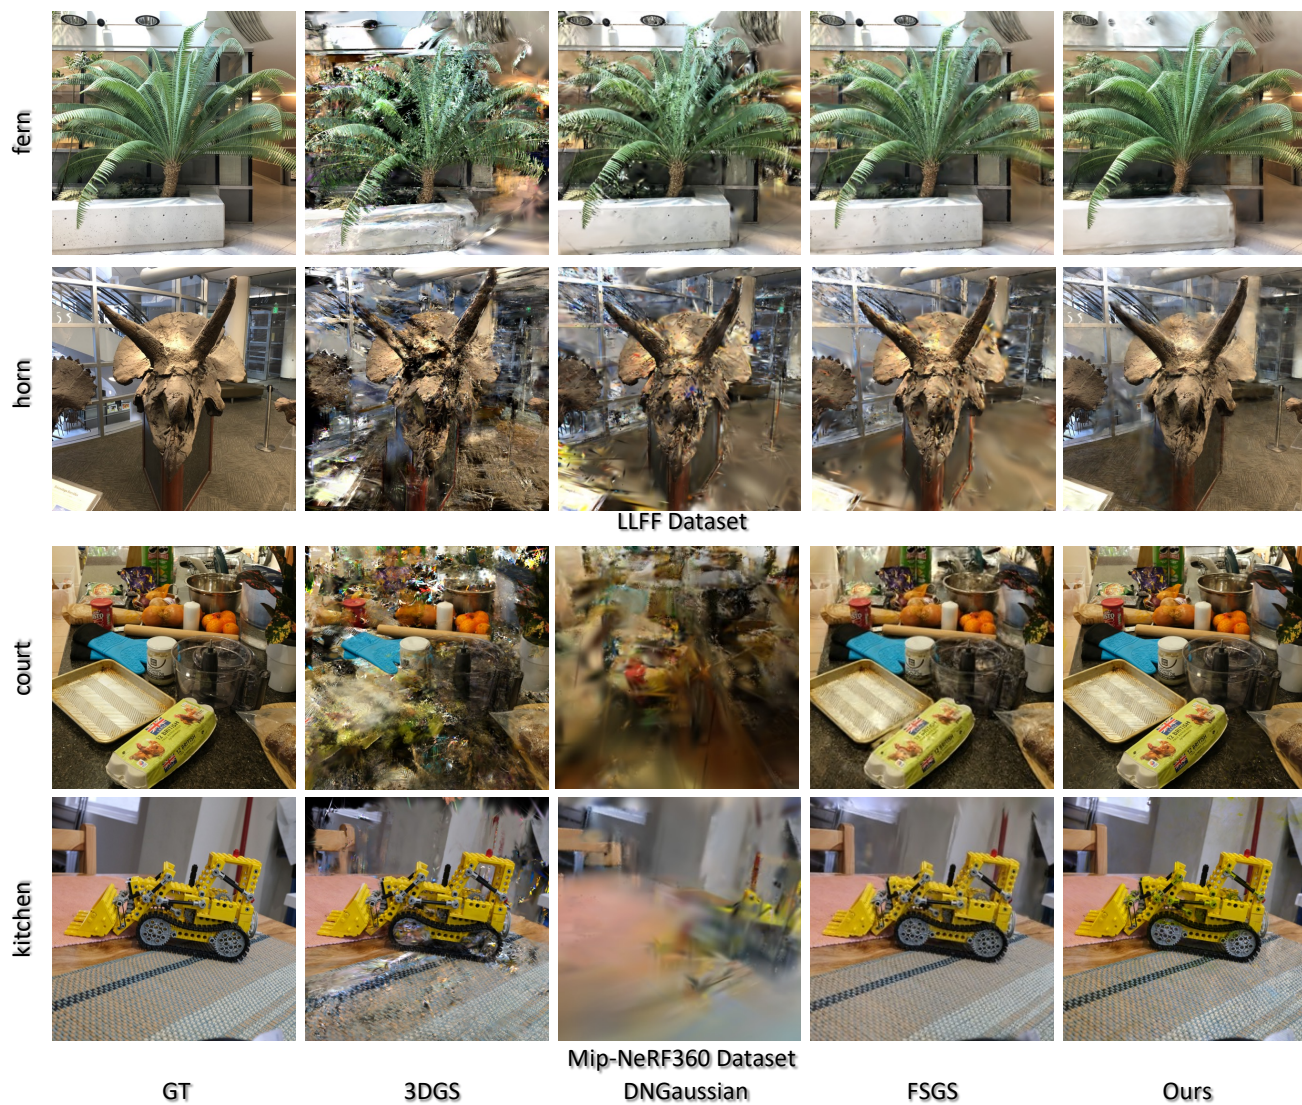 fern
horn
LLFF Dataset
court
kitchen
Mip-NeRF360 Dataset
GT 3DGS DNGaussian FSGS Ours